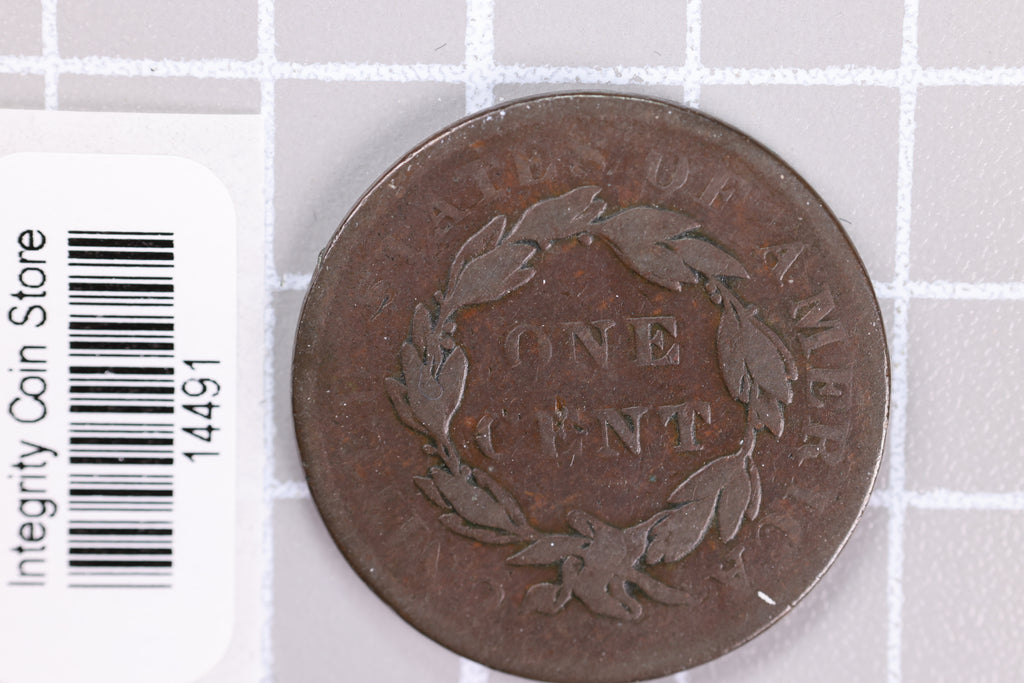 Integrity Coin Store
14491
STATES OF AMERICA
ONE
CENT